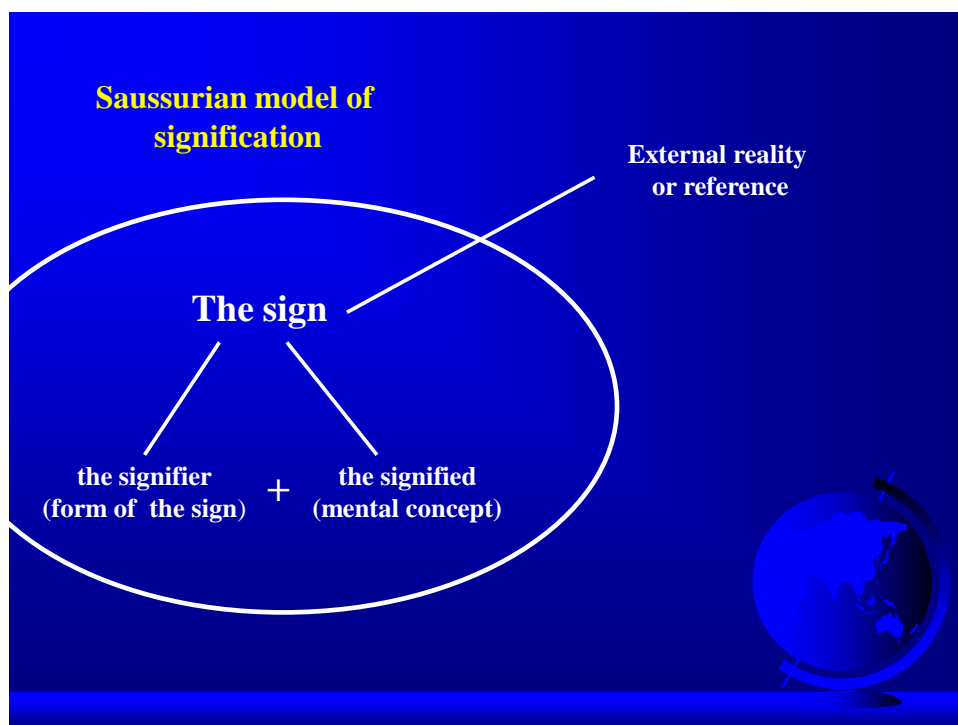 Saussurian model of
signification
External reality
or reference
The sign
the signifier
(form of the sign)
+
the signified
(mental concept)